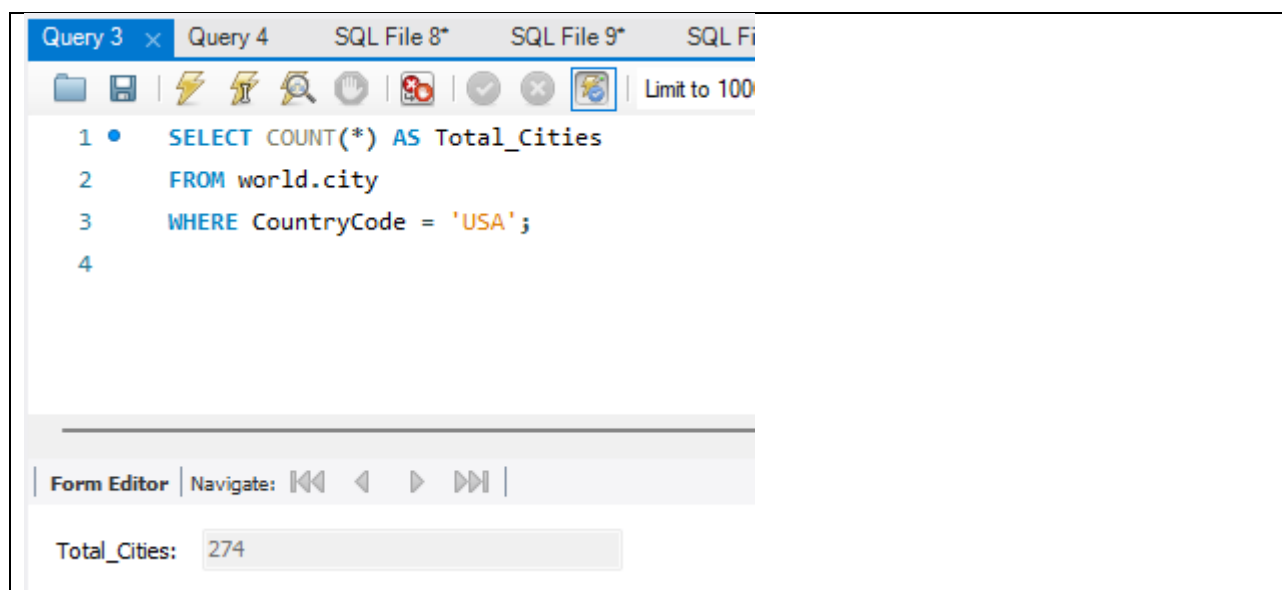 Query 3 × Query 4 SQL File 8* SQL File 9* SQL Fi
Limit to 100
1 SELECT COUNT(*) AS Total_Cities
2 FROM world.city
3 WHERE CountryCode = 'USA';
4
Form Editor Navigate:
Total_Cities: 274